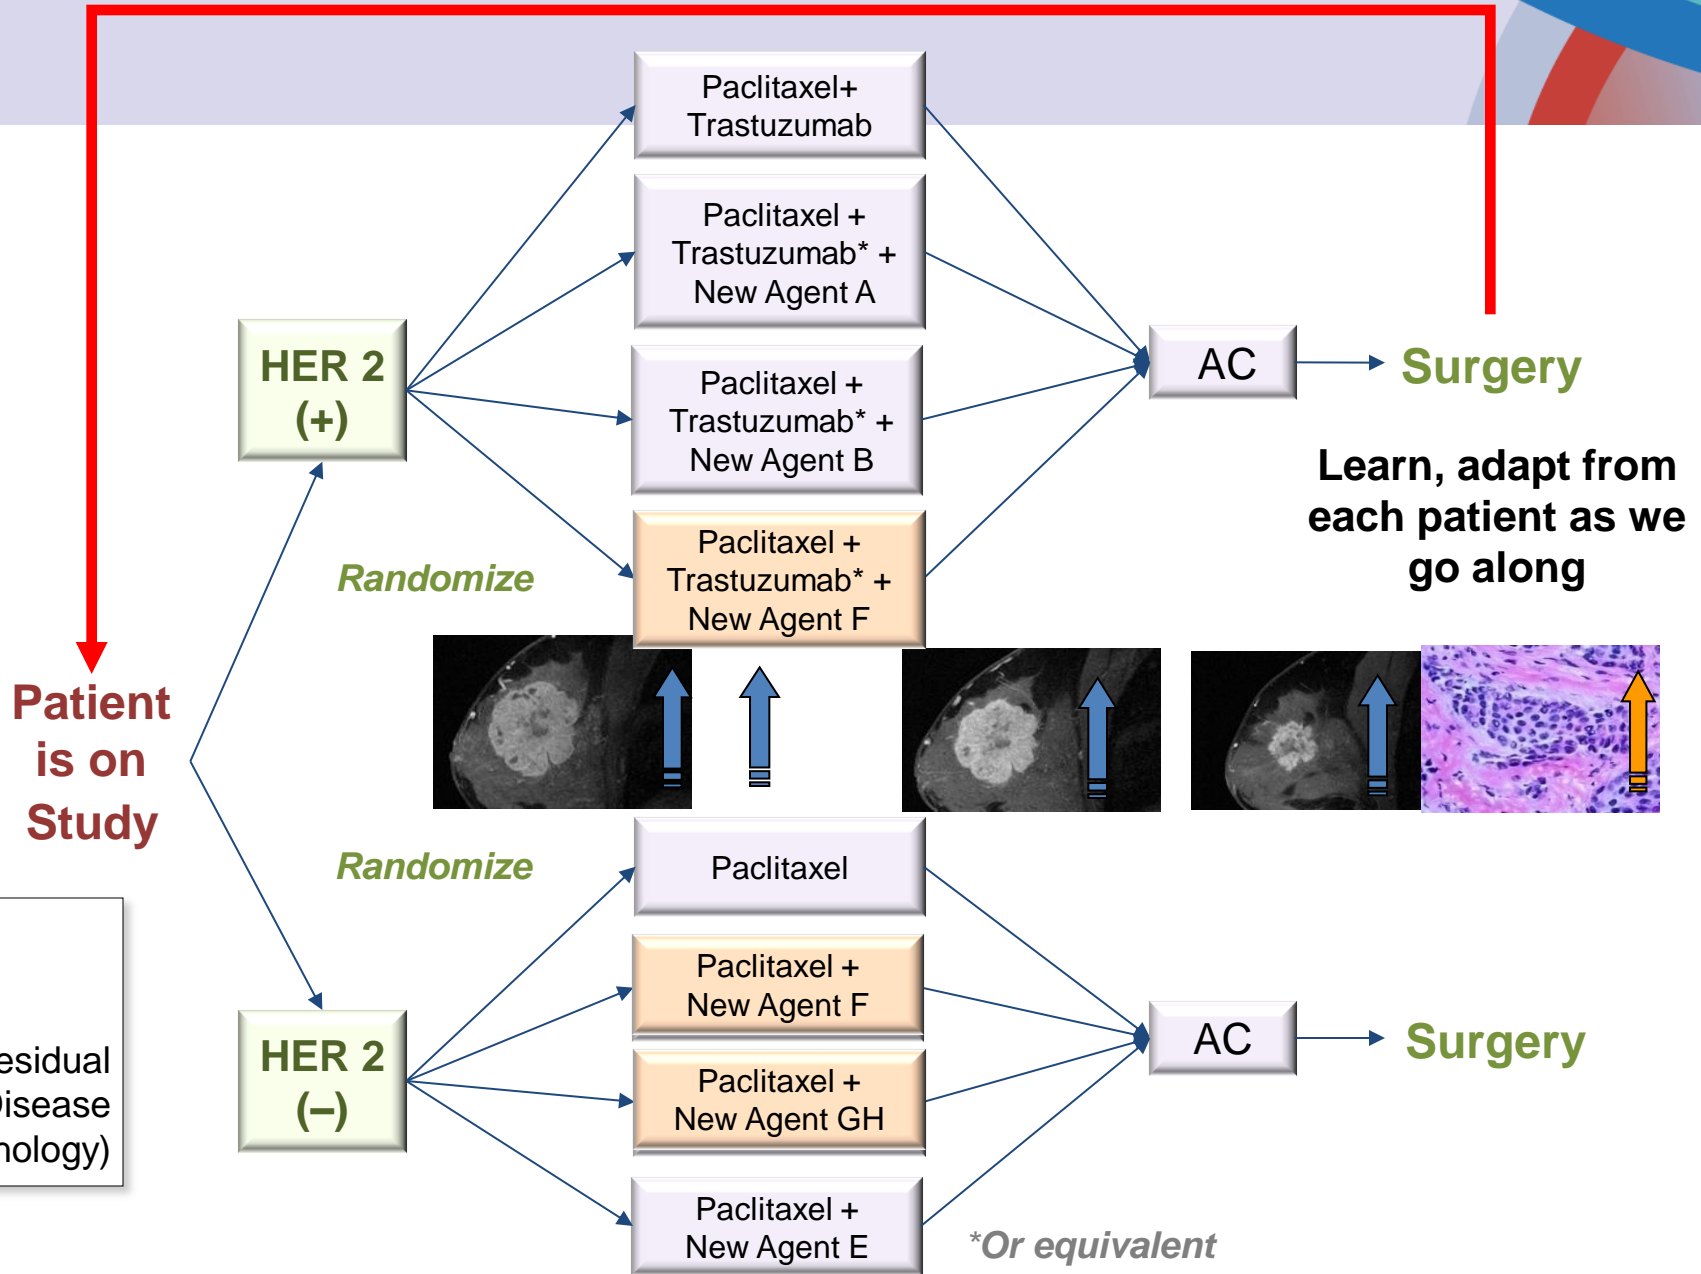 Paclitaxel+
Trastuzumab
Paclitaxel +
Trastuzumab* +
New Agent A
HER 2
(+)
Paclitaxel +
Trastuzumab* +
New Agent B
AC
Surgery
Learn, adapt from
each patient as we
go along
Randomize
Paclitaxel +
Trastuzumab* +
New Agent F
Patient
is on
Study
Randomize
Paclitaxel
Paclitaxel +
New Agent F
HER 2
(–)
Paclitaxel +
New Agent GH
AC
Surgery
Paclitaxel +
New Agent E
*Or equivalent
esidual
Disease
nology)